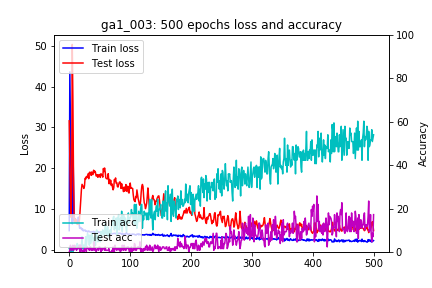 ga1_003: 500 epochs loss and accuracy
50
40
30
20
10
0
Loss
Train loss
Test loss
Train acc
Test acc
100
80
60
40
20
0
Accuracy
0 100 200 300 400 500